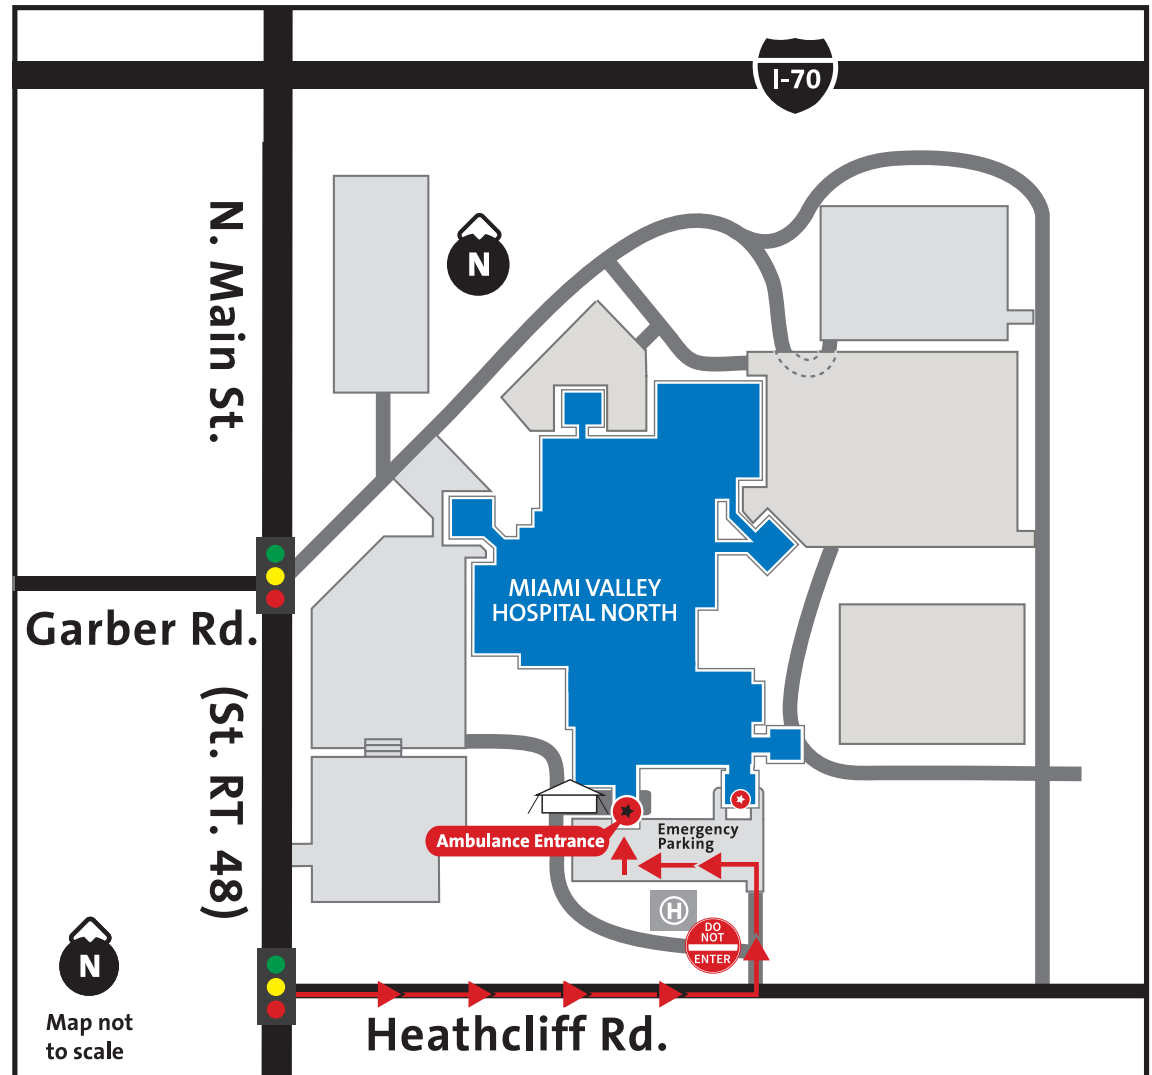 I-70
N. Main St.
N
MIAMI VALLEY
HOSPITAL NORTH
Garber Rd.
(St. RT. 48)
Emergency
Parking
Ambulance Entrance
H
DO
NOT
ENTER
N
Map not
to scale
Heathcliff Rd.